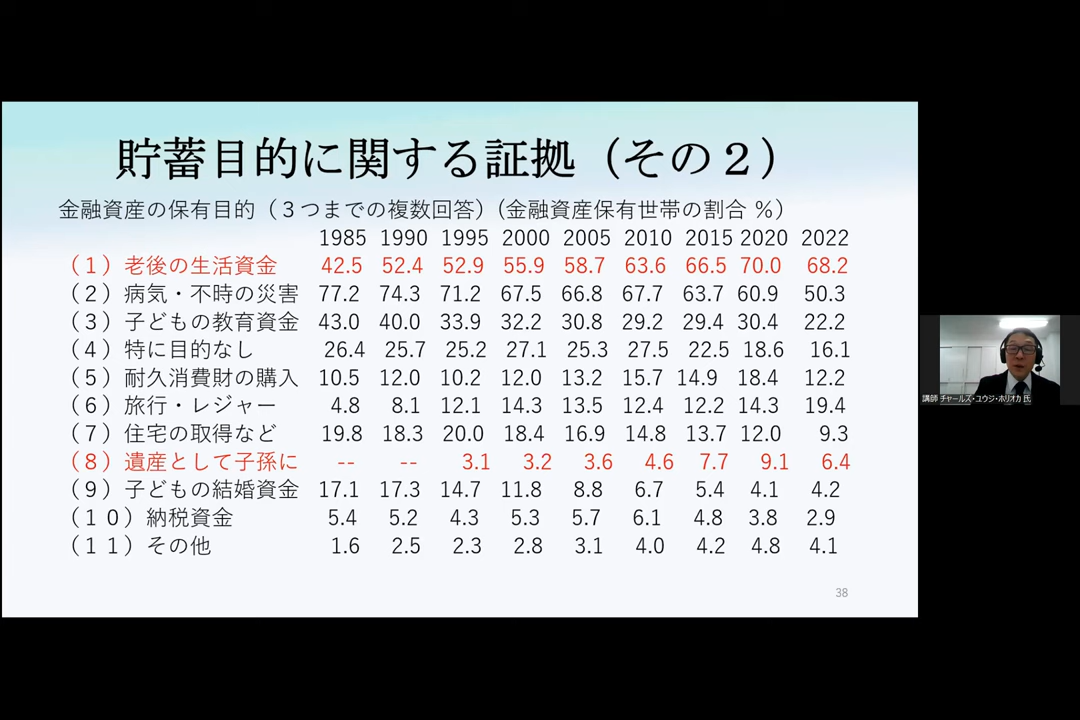 貯蓄目的に関する証拠（その２）
金融資産の保有目的（３つまでの複数回答）（金融資産保有世帯の割合 %）
1985 1990 1995 2000 2005 2010 2015 2020 2022
（１）老後の生活資金 42.5 52.4 52.9 55.9 58.7 63.6 66.5 70.0 68.2
（２）病気・不時の災害 77.2 74.3 71.2 67.5 66.8 67.7 63.7 60.9 50.3
（３）子どもの教育資金 43.0 40.0 33.9 32.2 30.8 29.2 29.4 30.4 22.2
（４）特に目的なし 26.4 25.7 25.2 27.1 25.3 27.5 22.5 18.6 16.1
（５）耐久消費財の購入 10.5 12.0 10.2 12.0 13.2 15.7 14.9 18.4 12.2
（６）旅行・レジャー 4.8 8.1 12.1 14.3 13.5 12.4 12.2 14.3 19.4
（７）住宅の取得など 19.8 18.3 20.0 18.4 16.9 14.8 13.7 12.0 9.3
（８）遺産として子孫に -- -- 3.1 3.2 3.6 4.6 7.7 9.1 6.4
（９）子どもの結婚資金 17.1 17.3 14.7 11.8 8.8 6.7 5.4 4.1 4.2
（１０）納税資金 5.4 5.2 4.3 5.3 5.7 6.1 4.8 3.8 2.9
（１１）その他 1.6 2.5 2.3 2.8 3.1 4.0 4.2 4.8 4.1
38
講師 チャールズ・ユウジ・ホリオカ 氏